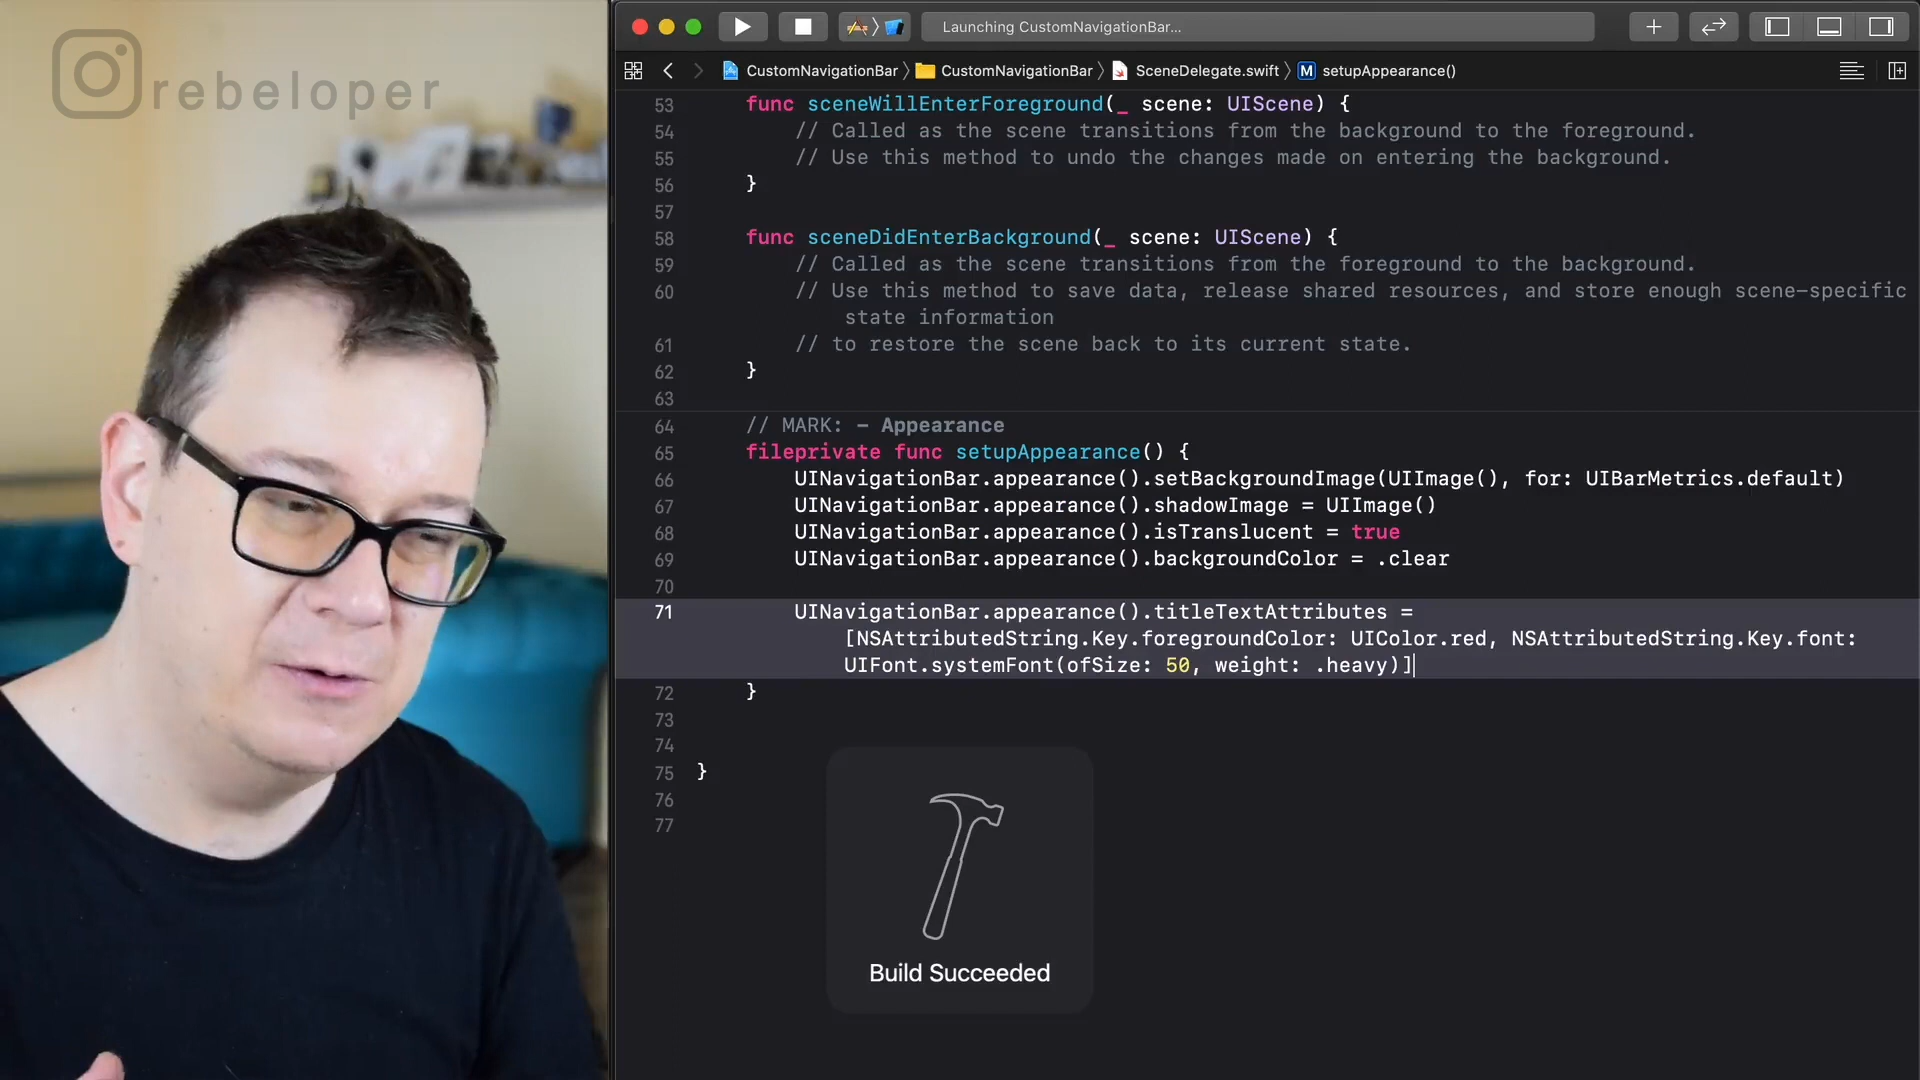 rebeloper
Launching CustomNavigationBar...
CustomNavigationBar
CustomNavigationBar
SceneDelegate.swift
M
setupAppearance()
53 func sceneWillEnterForeground(_ scene: UIScene) {
54 // Called as the scene transitions from the background to the foreground.
55 // Use this method to undo the changes made on entering the background.
56 }
57
58 func sceneDidEnterBackground(_ scene: UIScene) {
59 // Called as the scene transitions from the foreground to the background.
60 // Use this method to save data, release shared resources, and store enough scene-specific
state information
61 // to restore the scene back to its current state.
62 }
63
64 // MARK: - Appearance
65 fileprivate func setupAppearance() {
66 UINavigationBar.appearance().setBackgroundImage(UIImage(), for: UIBarMetrics.default)
67 UINavigationBar.appearance().shadowImage = UIImage()
68 UINavigationBar.appearance().isTranslucent = true
69 UINavigationBar.appearance().backgroundColor = .clear
70
71 UINavigationBar.appearance().titleTextAttributes =
[NSAttributedString.Key.foregroundColor: UIColor.red, NSAttributedString.Key.font:
UIFont.systemFont(ofSize: 50, weight: .heavy)]
72 }
73
74
75 }
76
77
Build Succeeded